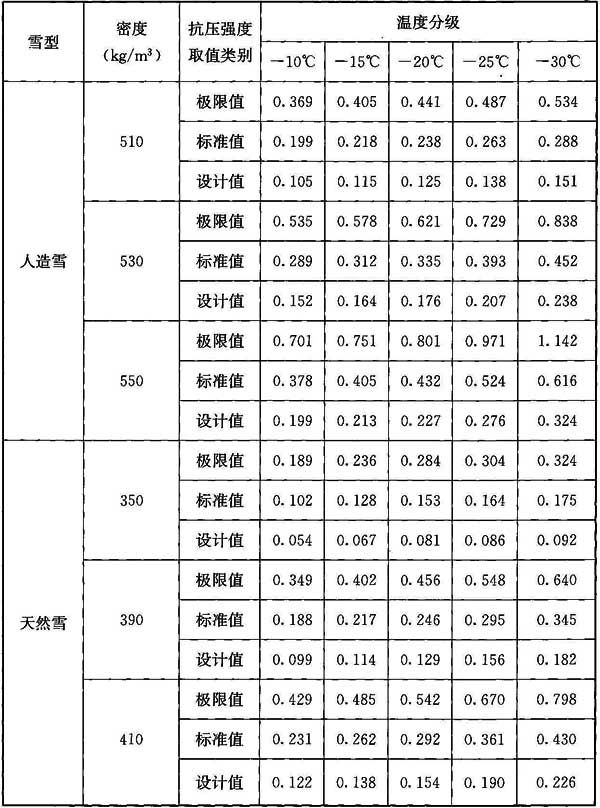 雪型 密度 (kg/m³) 抗压强度取值类别 温度分级
-10℃ -15℃ -20℃ -25℃ -30℃
人造雪 510 极限值 0.369 0.405 0.441 0.487 0.534
标准值 0.199 0.218 0.238 0.263 0.288
设计值 0.105 0.115 0.125 0.138 0.151
530 极限值 0.535 0.578 0.621 0.729 0.838
标准值 0.289 0.312 0.335 0.393 0.452
设计值 0.152 0.164 0.176 0.207 0.238
550 极限值 0.701 0.751 0.801 0.971 1.142
标准值 0.378 0.405 0.432 0.524 0.616
设计值 0.199 0.213 0.227 0.276 0.324
天然雪 350 极限值 0.189 0.236 0.284 0.304 0.324
标准值 0.102 0.128 0.153 0.164 0.175
设计值 0.054 0.067 0.081 0.086 0.092
390 极限值 0.349 0.402 0.456 0.548 0.640
标准值 0.188 0.217 0.246 0.295 0.345
设计值 0.099 0.114 0.129 0.156 0.182
410 极限值 0.429 0.485 0.542 0.670 0.798
标准值 0.231 0.262 0.292 0.361 0.430
设计值 0.122 0.138 0.154 0.190 0.226